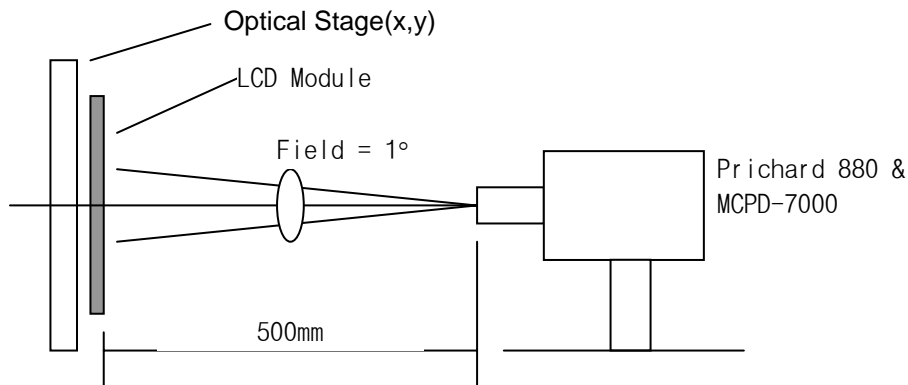 Optical Stage(x,y)
LCD Module
Field = 1°
Prichard 880 &
MCPD-7000
500mm